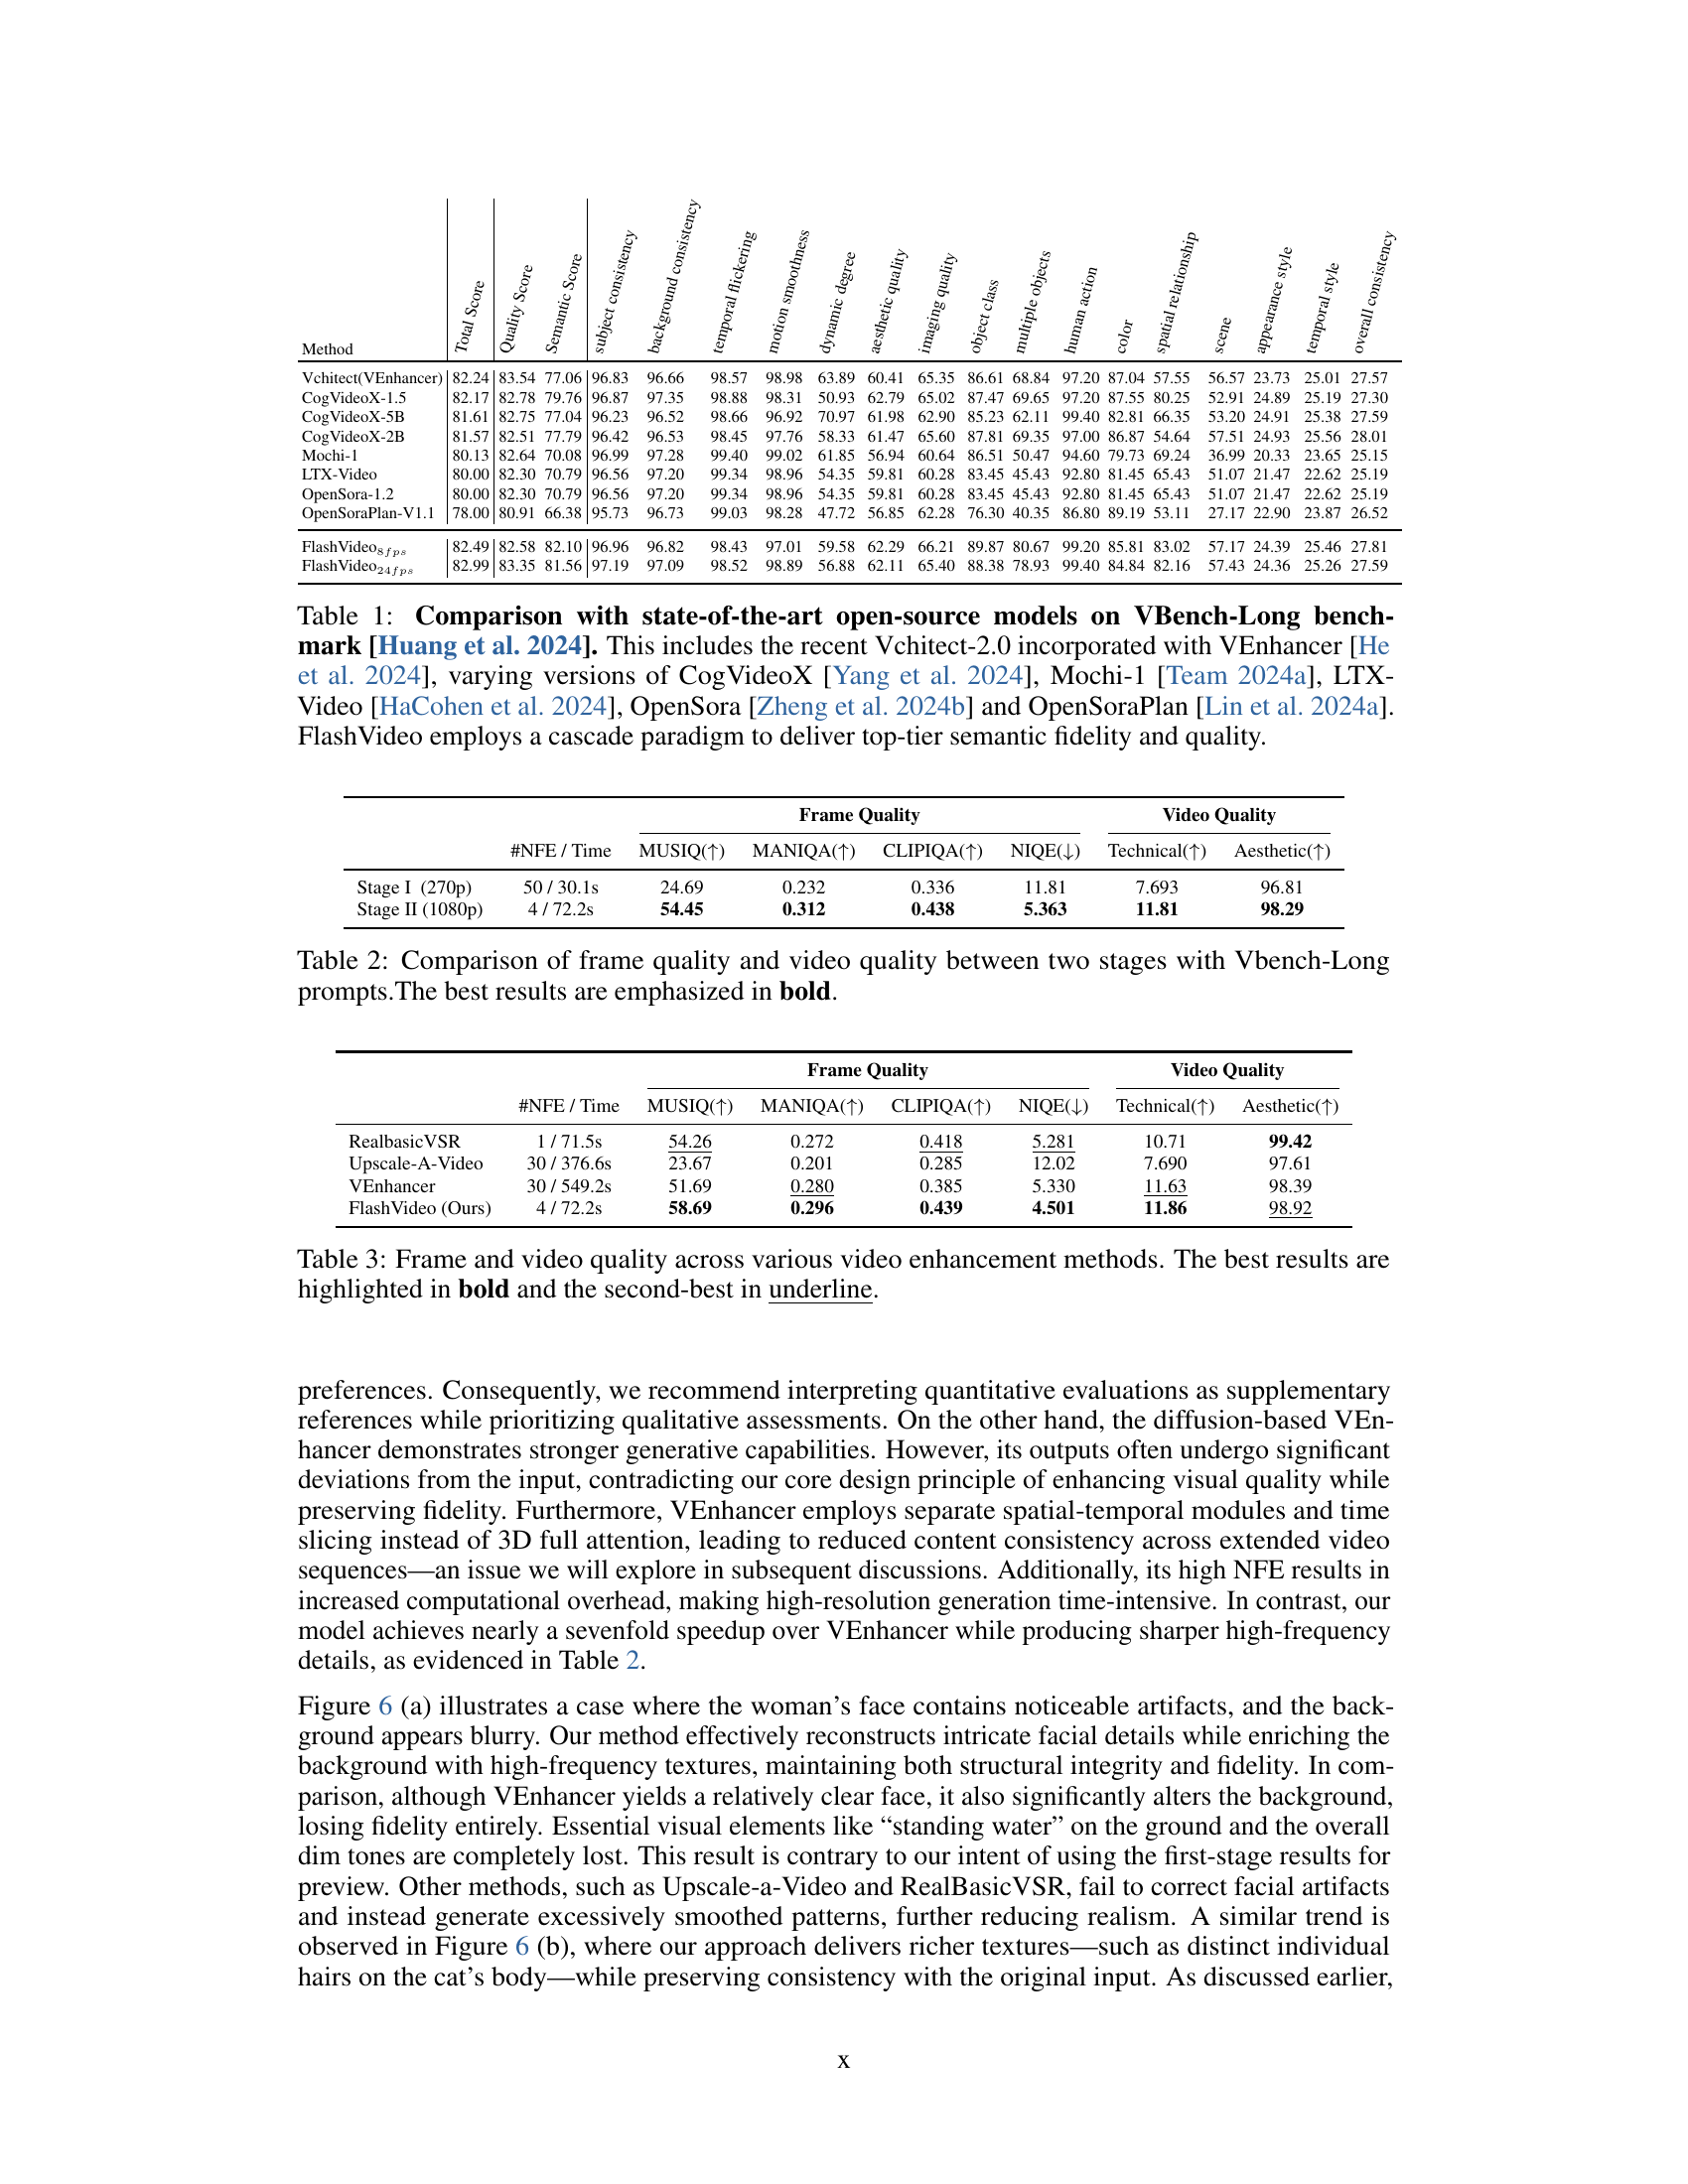 Method Total Score Quality Score Semantic Score subject consistency background consistency temporal flickering motion smoothness dynamic degree aesthetic quality imaging quality object class multiple objects human action color spatial relationship scene appearance style temporal style overall consistency
Vchitect(VEnhancer) 82.24 83.54 77.06 96.83 96.66 98.57 98.98 63.89 60.41 65.35 86.61 68.84 97.20 87.04 57.55 56.57 23.73 25.01 27.57
CogVideoX-1.5 82.17 82.78 79.76 96.87 97.35 98.88 98.31 50.93 62.79 65.02 87.47 69.65 97.20 87.55 80.25 52.91 24.89 25.19 27.30
CogVideoX-5B 81.61 82.75 77.04 96.23 96.52 98.66 96.92 70.97 61.98 62.90 85.23 62.11 99.40 82.81 66.35 53.20 24.91 25.38 27.59
CogVideoX-2B 81.57 82.51 77.79 96.42 96.53 98.45 97.76 58.33 61.47 65.60 87.81 69.35 97.00 86.87 54.64 57.51 24.93 25.56 28.01
Mochi-1 80.13 82.64 70.08 96.99 97.28 99.40 99.02 61.85 56.94 60.64 86.51 50.47 94.60 79.73 69.24 36.99 20.33 23.65 25.15
LTX-Video 80.00 82.30 70.79 96.56 97.20 99.34 98.96 54.35 59.81 60.28 83.45 45.43 92.80 81.45 65.43 51.07 21.47 22.62 25.19
OpenSora-1.2 80.00 82.30 70.79 96.56 97.20 99.34 98.96 54.35 59.81 60.28 83.45 45.43 92.80 81.45 65.43 51.07 21.47 22.62 25.19
OpenSoraPlan-V1.1 78.00 80.91 66.38 95.73 96.73 99.03 98.28 47.72 56.85 62.28 76.30 40.35 86.80 89.19 53.11 27.17 22.90 23.87 26.52
FlashVideo8fps 82.49 82.58 82.10 96.96 96.82 98.43 97.01 59.58 62.29 66.21 89.87 80.67 99.20 85.81 83.02 57.17 24.39 25.46 27.81
FlashVideo24fps 82.99 83.35 81.56 97.19 97.09 98.52 98.89 56.88 62.11 65.40 88.38 78.93 99.40 84.84 82.16 57.43 24.36 25.26 27.59
Table 1: Comparison with state-of-the-art open-source models on VBench-Long bench-
mark [Huang et al. 2024]. This includes the recent Vchitect-2.0 incorporated with VEnhancer [He
et al. 2024], varying versions of CogVideoX [Yang et al. 2024], Mochi-1 [Team 2024a], LTX-
Video [HaCohen et al. 2024], OpenSora [Zheng et al. 2024b] and OpenSoraPlan [Lin et al. 2024a].
FlashVideo employs a cascade paradigm to deliver top-tier semantic fidelity and quality.
Frame Quality Video Quality
#NFE / Time MUSIQ(↑) MANIQA(↑) CLIPIQA(↑) NIQE(↓) Technical(↑) Aesthetic(↑)
Stage I (270p) 50 / 30.1s 24.69 0.232 0.336 11.81 7.693 96.81
Stage II (1080p) 4 / 72.2s 54.45 0.312 0.438 5.363 11.81 98.29
Table 2: Comparison of frame quality and video quality between two stages with Vbench-Long
prompts.The best results are emphasized in bold.
Frame Quality Video Quality
#NFE / Time MUSIQ(↑) MANIQA(↑) CLIPIQA(↑) NIQE(↓) Technical(↑) Aesthetic(↑)
RealbasicVSR 1 / 71.5s 54.26 0.272 0.418 5.281 10.71 99.42
Upscale-A-Video 30 / 376.6s 23.67 0.201 0.285 12.02 7.690 97.61
VEnhancer 30 / 549.2s 51.69 0.280 0.385 5.330 11.63 98.39
FlashVideo (Ours) 4 / 72.2s 58.69 0.296 0.439 4.501 11.86 98.92
Table 3: Frame and video quality across various video enhancement methods. The best results are
highlighted in bold and the second-best in underline.
preferences. Consequently, we recommend interpreting quantitative evaluations as supplementary
references while prioritizing qualitative assessments. On the other hand, the diffusion-based VEn-
hancer demonstrates stronger generative capabilities. However, its outputs often undergo significant
deviations from the input, contradicting our core design principle of enhancing visual quality while
preserving fidelity. Furthermore, VEnhancer employs separate spatial-temporal modules and time
slicing instead of 3D full attention, leading to reduced content consistency across extended video
sequences—an issue we will explore in subsequent discussions. Additionally, its high NFE results in
increased computational overhead, making high-resolution generation time-intensive. In contrast, our
model achieves nearly a sevenfold speedup over VEnhancer while producing sharper high-frequency
details, as evidenced in Table 2.
Figure 6 (a) illustrates a case where the woman's face contains noticeable artifacts, and the back-
ground appears blurry. Our method effectively reconstructs intricate facial details while enriching the
background with high-frequency textures, maintaining both structural integrity and fidelity. In com-
parison, although VEnhancer yields a relatively clear face, it also significantly alters the background,
losing fidelity entirely. Essential visual elements like “standing water” on the ground and the overall
dim tones are completely lost. This result is contrary to our intent of using the first-stage results for
preview. Other methods, such as Upscale-a-Video and RealBasicVSR, fail to correct facial artifacts
and instead generate excessively smoothed patterns, further reducing realism. A similar trend is
observed in Figure 6 (b), where our approach delivers richer textures—such as distinct individual
hairs on the cat's body—while preserving consistency with the original input. As discussed earlier,
x